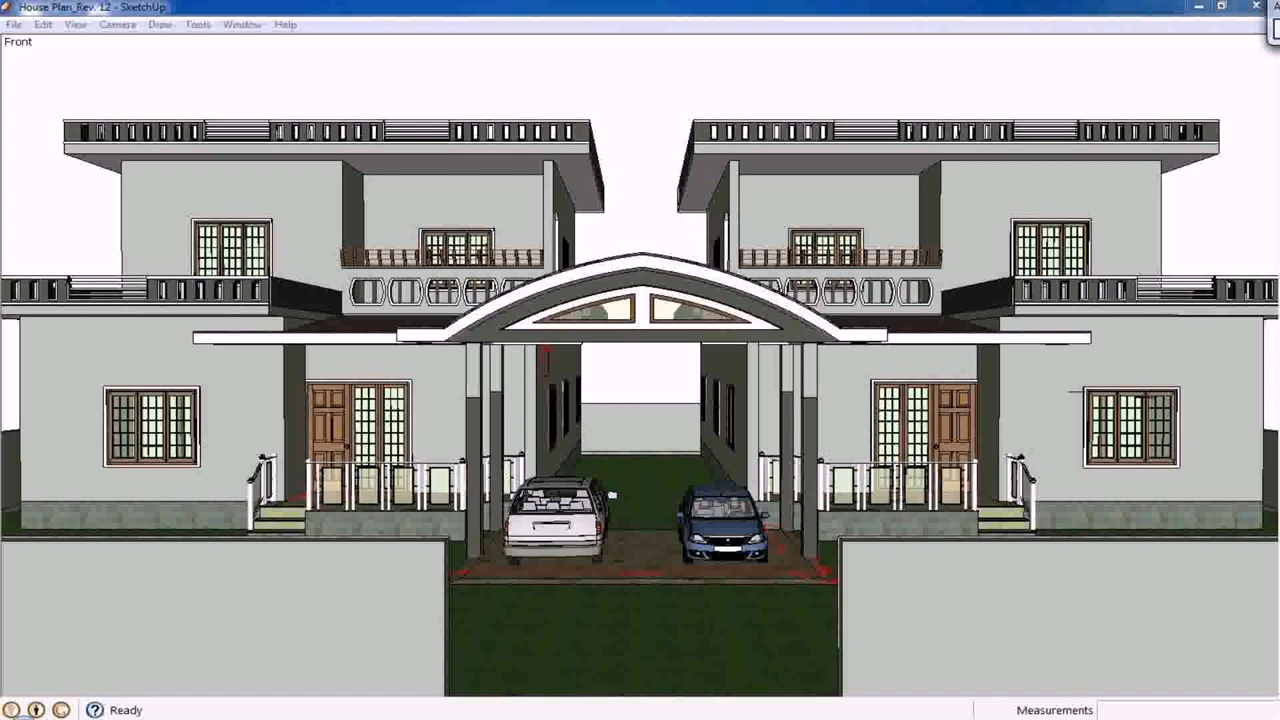 House Plan_Rev. 12 - SketchUp
File Edit View Camera Draw Tools Window Help
Front
Ready
Measurements